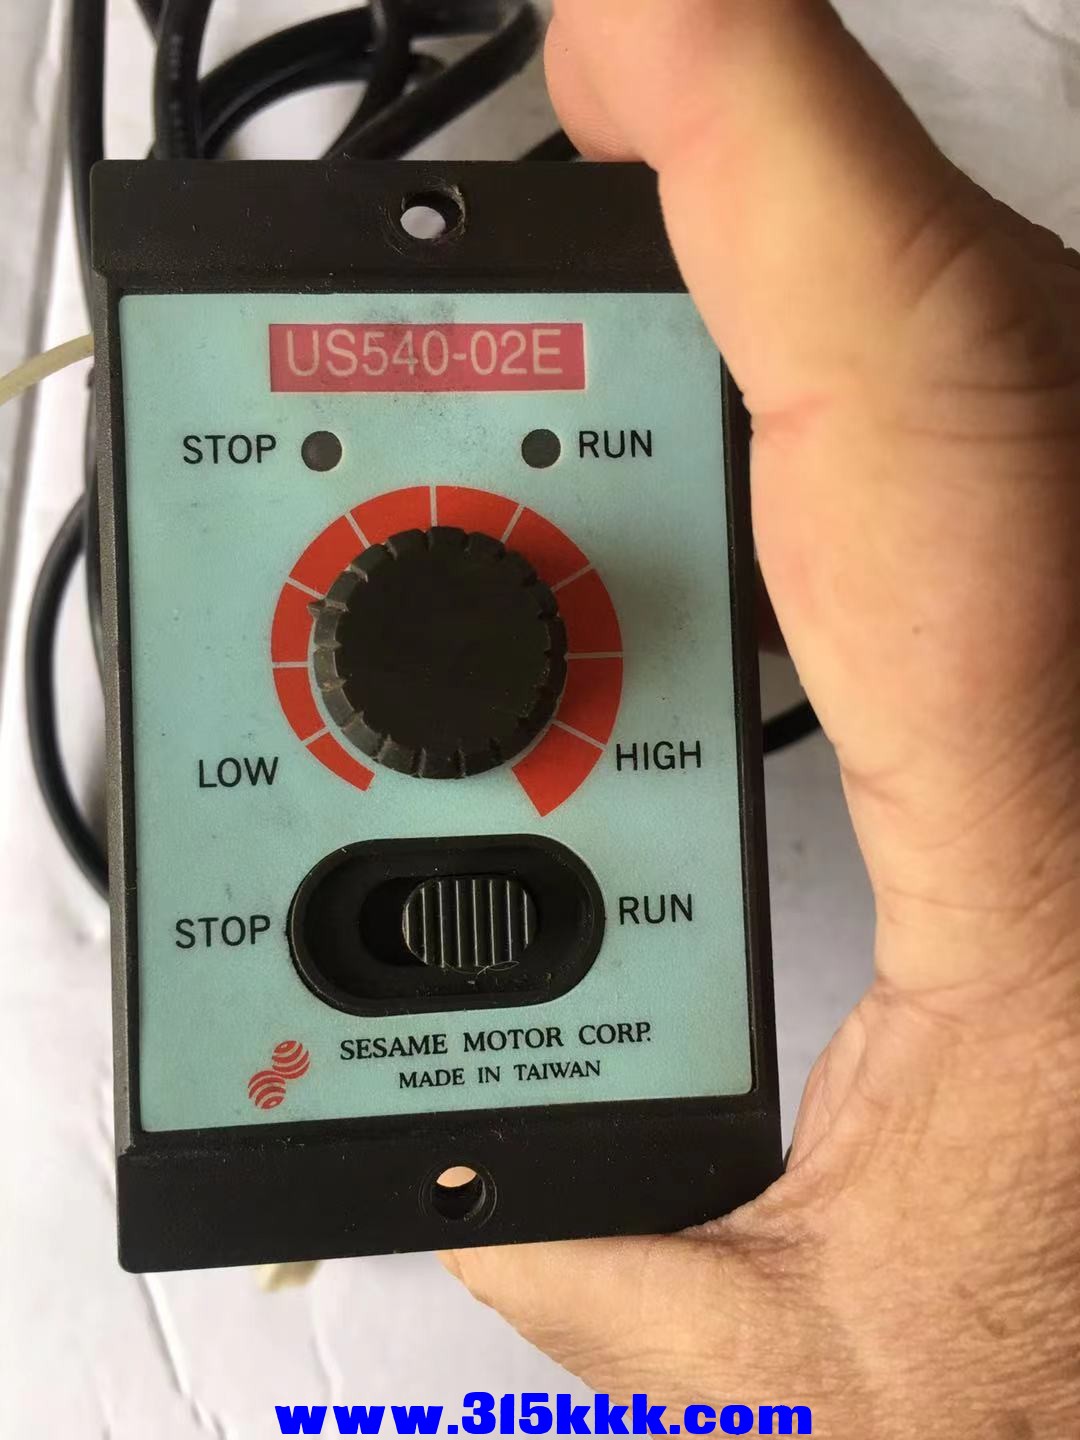 US540-02E
STOP RUN
LOW HIGH
STOP RUN
SESAME MOTOR CORP.
MADE IN TAIWAN
www.315kkk.com